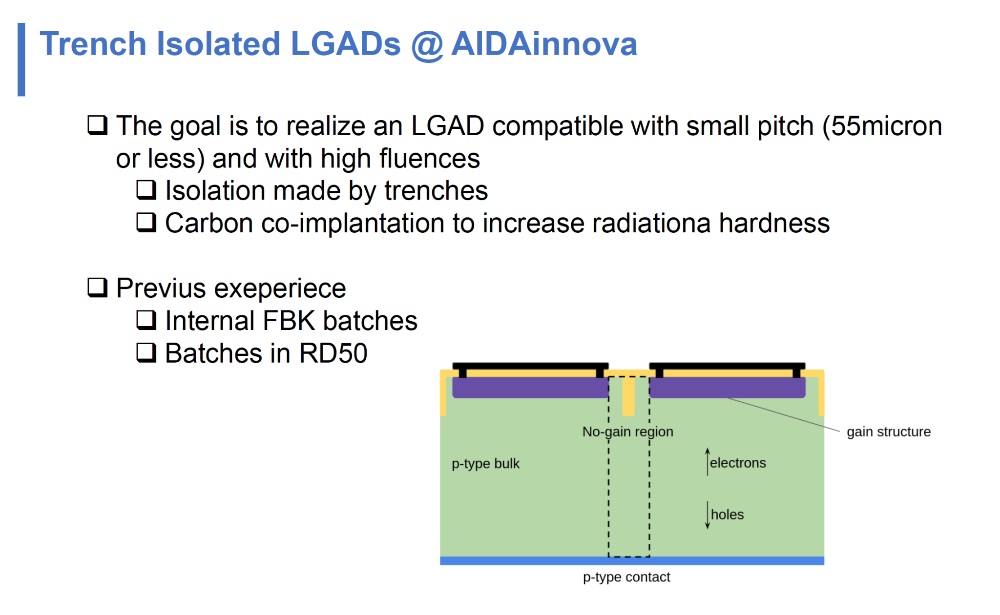 Trench Isolated LGADs @ AIDAinnova
The goal is to realize an LGAD compatible with small pitch (55micron
or less) and with high fluences
Isolation made by trenches
Carbon co-implantation to increase radiationa hardness
Previus exeperiece
Internal FBK batches
Batches in RD50
No-gain region
gain structure
p-type bulk
electrons
holes
p-type contact